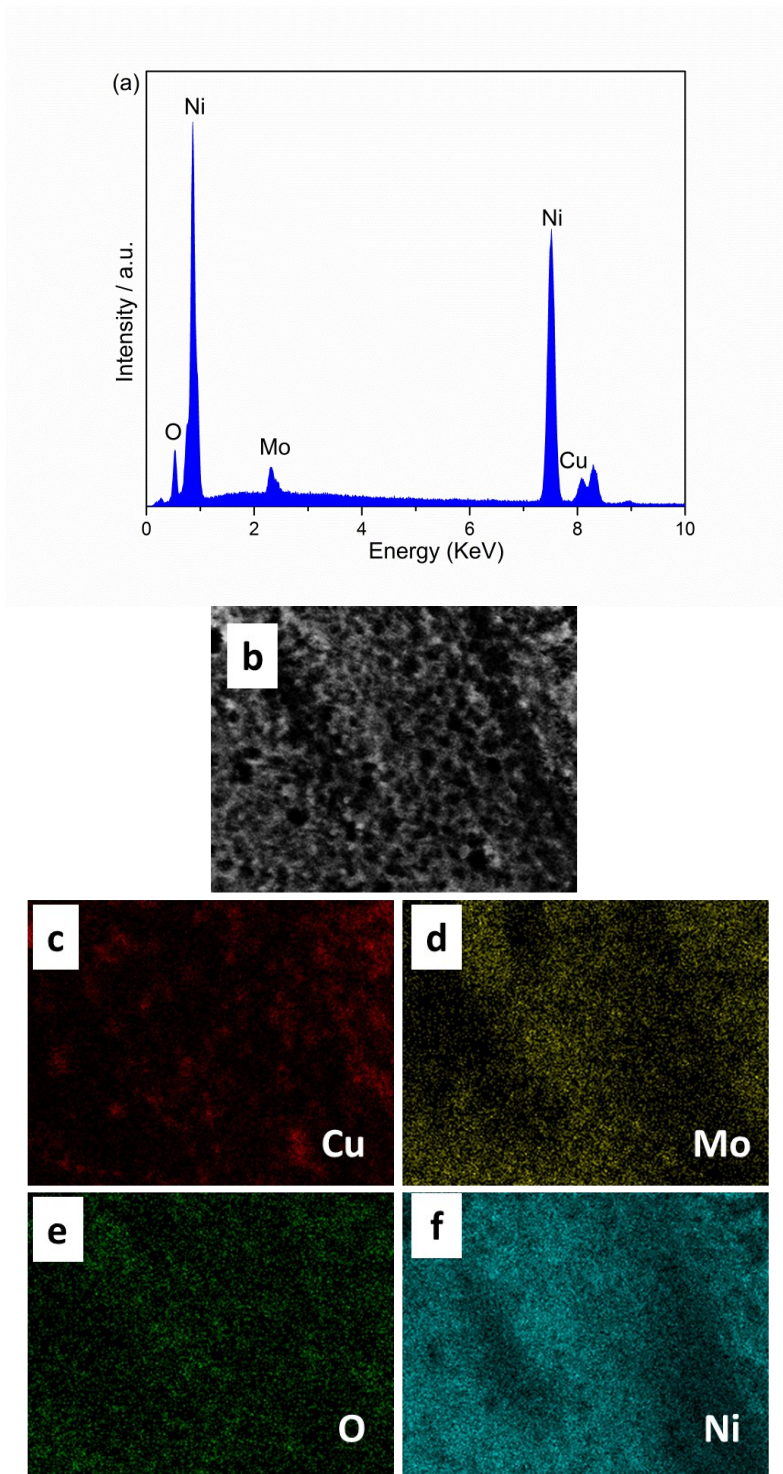 (a)
Ni
Ni
O
Mo
Cu
Intensity / a.u.
0 2 4 6 8 10
Energy (KeV)
b
c
Cu
d
Mo
e
O
f
Ni